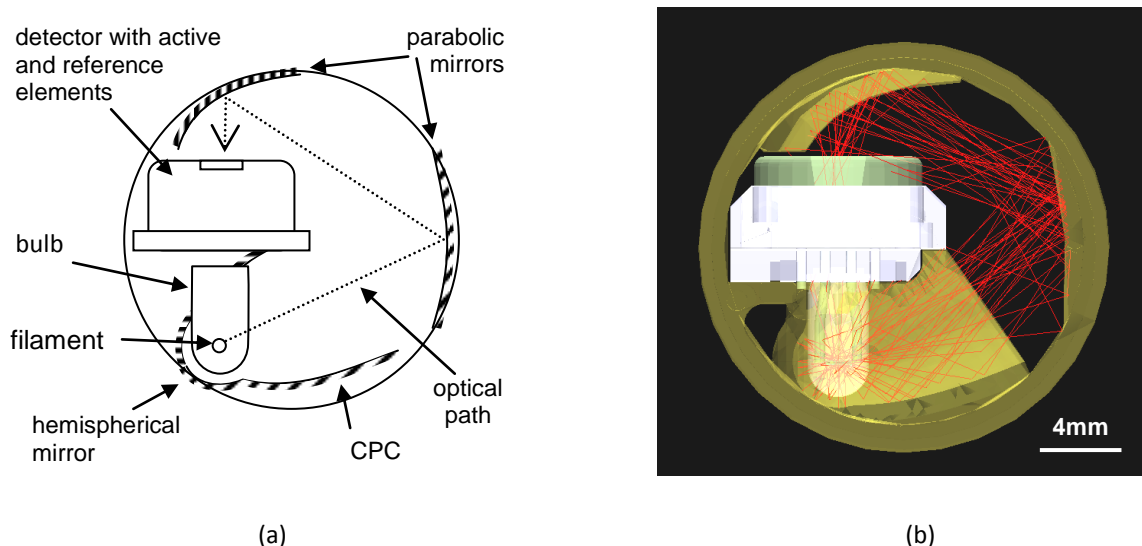 detector with active
and reference
elements
parabolic
mirrors
bulb
filament
hemispherical
mirror
CPC
optical
path
4mm
(a)
(b)